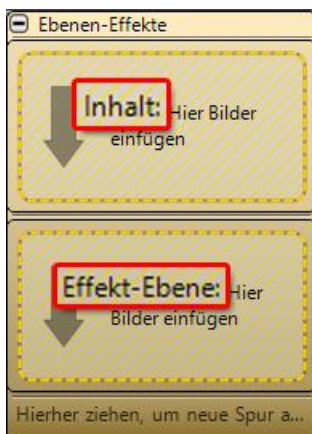 Ebenen-Effekte
Inhalt: Hier Bilder
einfügen
Effekt-Ebene: Hier
Bilder einfügen
Hierher ziehen, um neue Spur a...